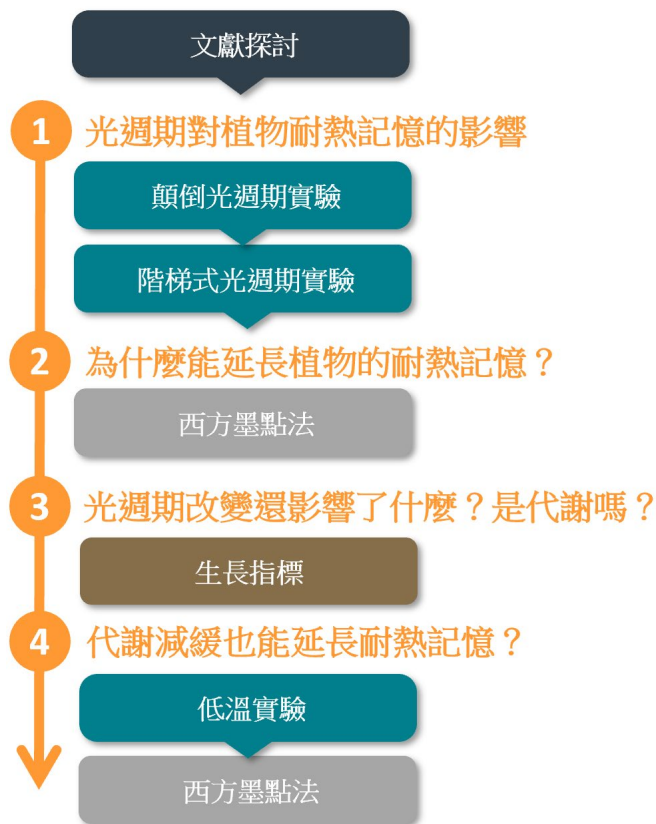 文獻探討
1 光週期對植物耐熱記憶的影響
顛倒光週期實驗
階梯式光週期實驗
2 為什麼能延長植物的耐熱記憶？
西方墨點法
3 光週期改變還影響了什麼？是代謝嗎？
生長指標
4 代謝減緩也能延長耐熱記憶？
低溫實驗
西方墨點法